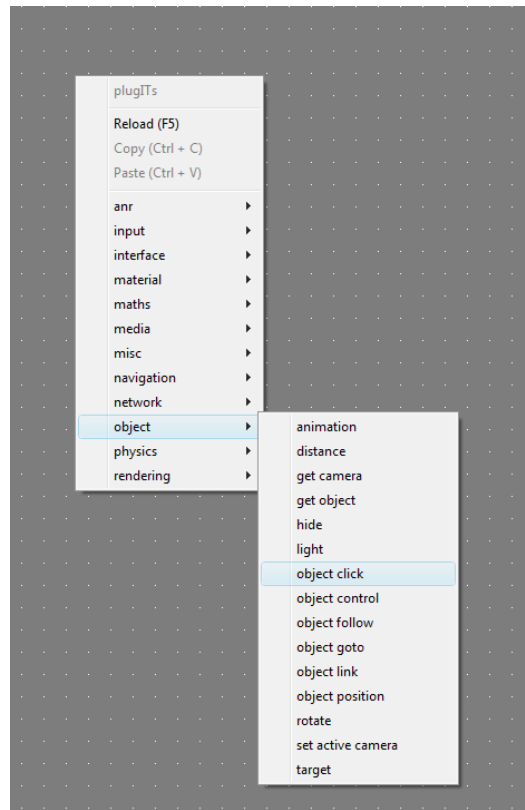 plugITs
Reload (F5)
Copy (Ctrl + C)
Paste (Ctrl + V)
anr
input
interface
material
maths
media
misc
navigation
network
object
physics
rendering
animation
distance
get camera
get object
hide
light
object click
object control
object follow
object goto
object link
object position
rotate
set active camera
target